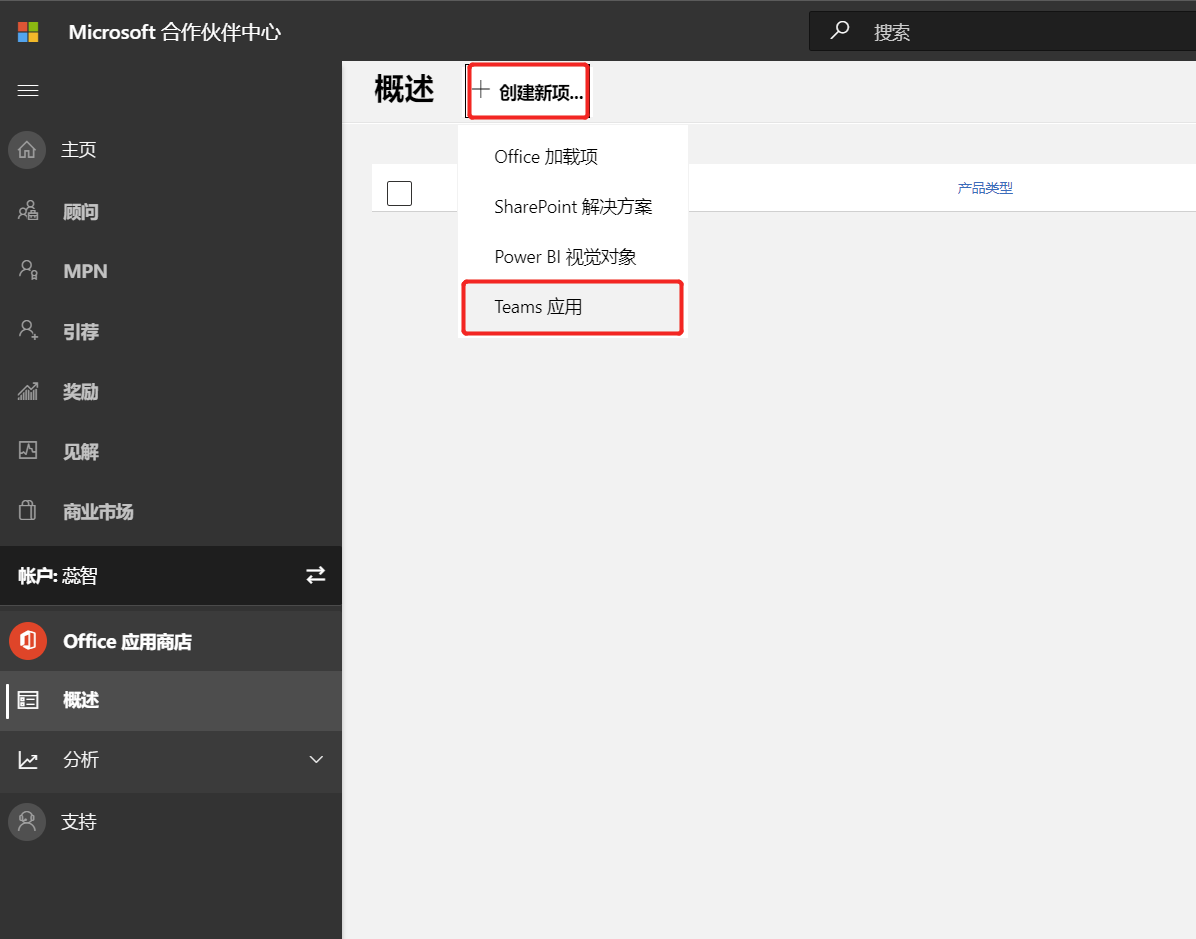 Microsoft 合作伙伴中心
搜索
主页
顾问
MPN
引荐
奖励
见解
商业市场
帐户: 蕊智
Office 应用商店
概述
分析
支持
概述
创建新项...
Office 加载项
SharePoint 解决方案
Power BI 视觉对象
Teams 应用
产品类型